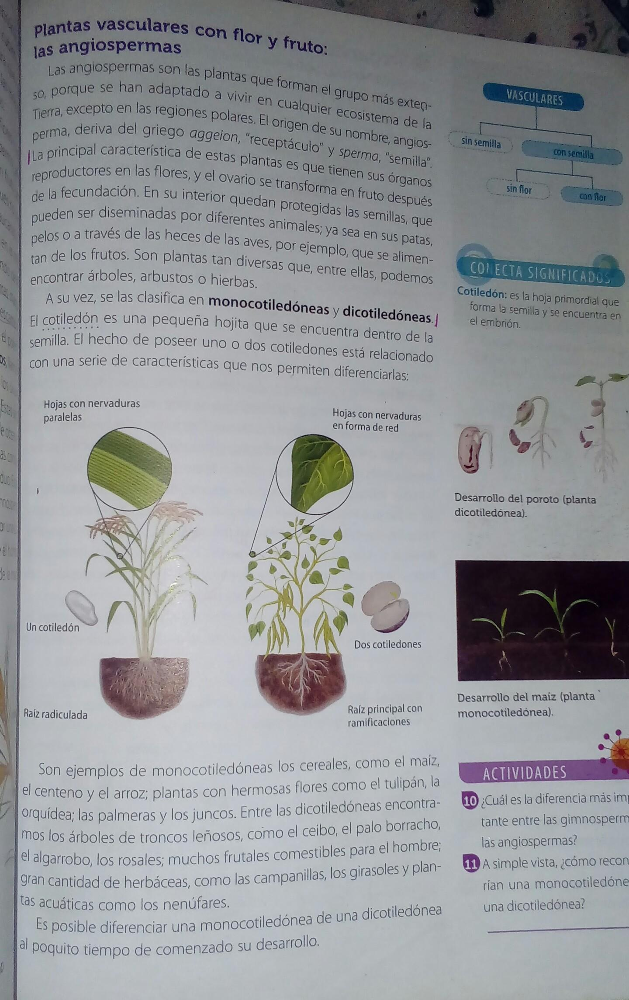 Plantas vasculares con flor y fruto:
las angiospermas
Las angiospermas son las plantas que forman el grupo más exten-
so, porque se han adaptado a vivir en cualquier ecosistema de la
Tierra, excepto en las regiones polares. El origen de su nombre, angios-
perma, deriva del griego aggeion, "receptáculo" y sperma, "semilla".
La principal característica de estas plantas es que tienen sus órganos
reproductores en las flores, y el ovario se transforma en fruto después
de la fecundación. En su interior quedan protegidas las semillas, que
pueden ser diseminadas por diferentes animales; ya sea en sus patas,
pelos o a través de las heces de las aves, por ejemplo, que se alimen-
tan de los frutos. Son plantas tan diversas que, entre ellas, podemos
encontrar árboles, arbustos o hierbas.
A su vez, se las clasifica en monocotiledóneas y dicotiledóneas.
El cotiledón es una pequeña hojita que se encuentra dentro de la
semilla. El hecho de poseer uno o dos cotiledones está relacionado
con una serie de características que nos permiten diferenciarlas:
Hojas con nervaduras
paralelas
Hojas con nervaduras
en forma de red
Un cotiledón
Dos cotiledones
Raíz radiculada
Raíz principal con
ramificaciones
Son ejemplos de monocotiledóneas los cereales, como el maíz,
el centeno y el arroz; plantas con hermosas flores como el tulipán, la
orquídea; las palmeras y los juncos. Entre las dicotiledóneas encontra-
mos los árboles de troncos leñosos, como el ceibo, el palo borracho,
el algarrobo, los rosales; muchos frutales comestibles para el hombre;
gran cantidad de herbáceas, como las campanillas, los girasoles y plan-
tas acuáticas como los nenúfares.
Es posible diferenciar una monocotiledónea de una dicotiledónea
al poquito tiempo de comenzado su desarrollo.
VASCULARES
sin semilla
con semilla
sin flor
con flor
CONECTA SIGNIFICADOS
Cotiledón: es la hoja primordial que
forma la semilla y se encuentra en
el embrión.
Desarrollo del poroto (planta
dicotiledónea).
Desarrollo del maíz (planta
monocotiledónea).
ACTIVIDADES
10 ¿Cuál es la diferencia más imp
tante entre las gimnosperm
las angiospermas?
11 A simple vista, ¿cómo recon
rían una monocotiledóne
una dicotiledónea?